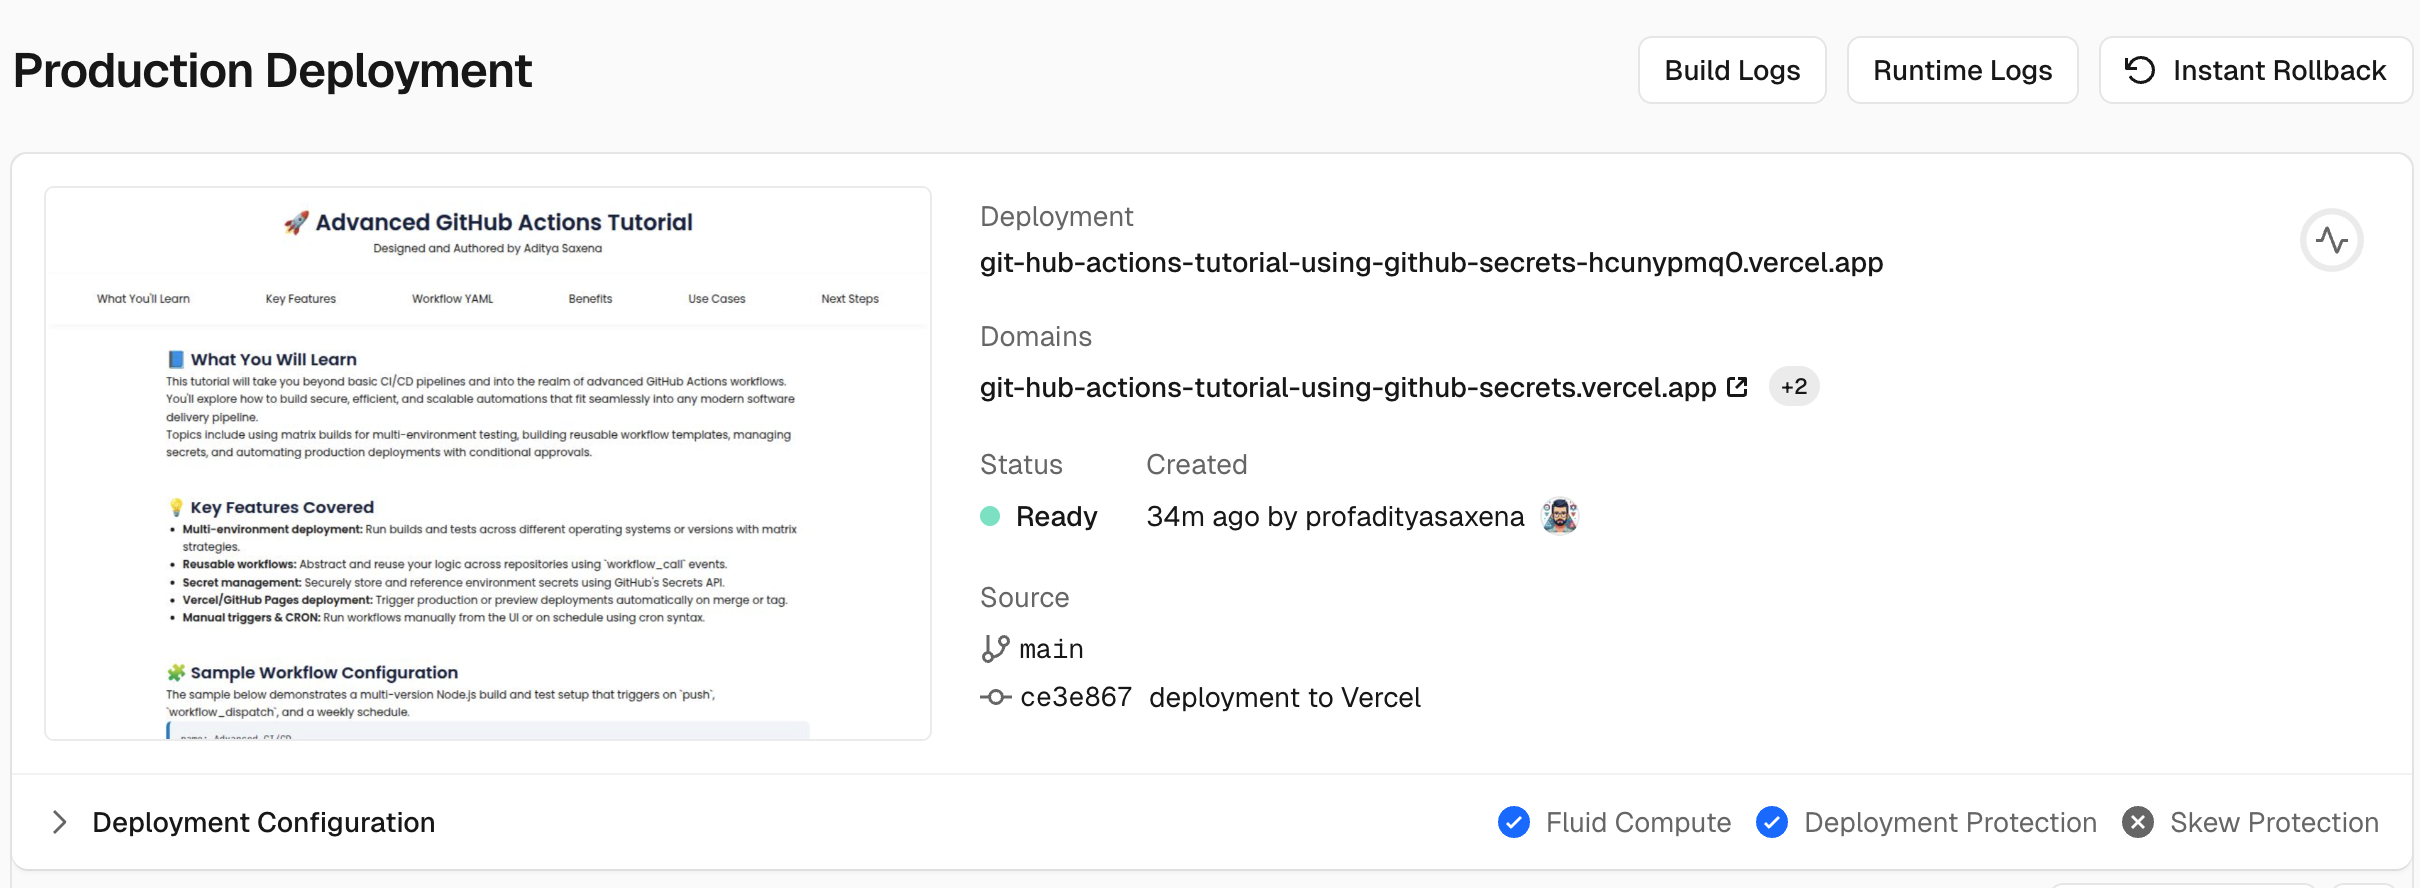 Production Deployment
Build Logs
Runtime Logs
Instant Rollback
🚀 Advanced GitHub Actions Tutorial
Designed and Authored by Aditya Saxena
What You'll Learn
Key Features
Workflow YAML
Benefits
Use Cases
Next Steps
📘 What You Will Learn
This tutorial will take you beyond basic CI/CD pipelines and into the realm of advanced GitHub Actions workflows.
You'll explore how to build secure, efficient, and scalable automations that fit seamlessly into any modern software
delivery pipeline.
Topics include using matrix builds for multi-environment testing, building reusable workflow templates, managing
secrets, and automating production deployments with conditional approvals.
💡 Key Features Covered
• Multi-environment deployment: Run builds and tests across different operating systems or versions with matrix
strategies.
• Reusable workflows: Abstract and reuse your logic across repositories using `workflow_call` events.
• Secret management: Securely store and reference environment secrets using GitHub's Secrets API.
• Vercel/GitHub Pages deployment: Trigger production or preview deployments automatically on merge or tag.
• Manual triggers & CRON: Run workflows manually from the UI or on schedule using cron syntax.
🧩 Sample Workflow Configuration
The sample below demonstrates a multi-version Node.js build and test setup that triggers on `push`,
`workflow_dispatch`, and a weekly schedule.
name: Advanced CI/CD
Deployment
git-hub-actions-tutorial-using-github-secrets-hcunypmq0.vercel.app
Domains
git-hub-actions-tutorial-using-github-secrets.vercel.app
+2
Status
Created
Ready
34m ago by profadityasaxena
Source
main
ce3e867 deployment to Vercel
Deployment Configuration
Fluid Compute
Deployment Protection
Skew Protection